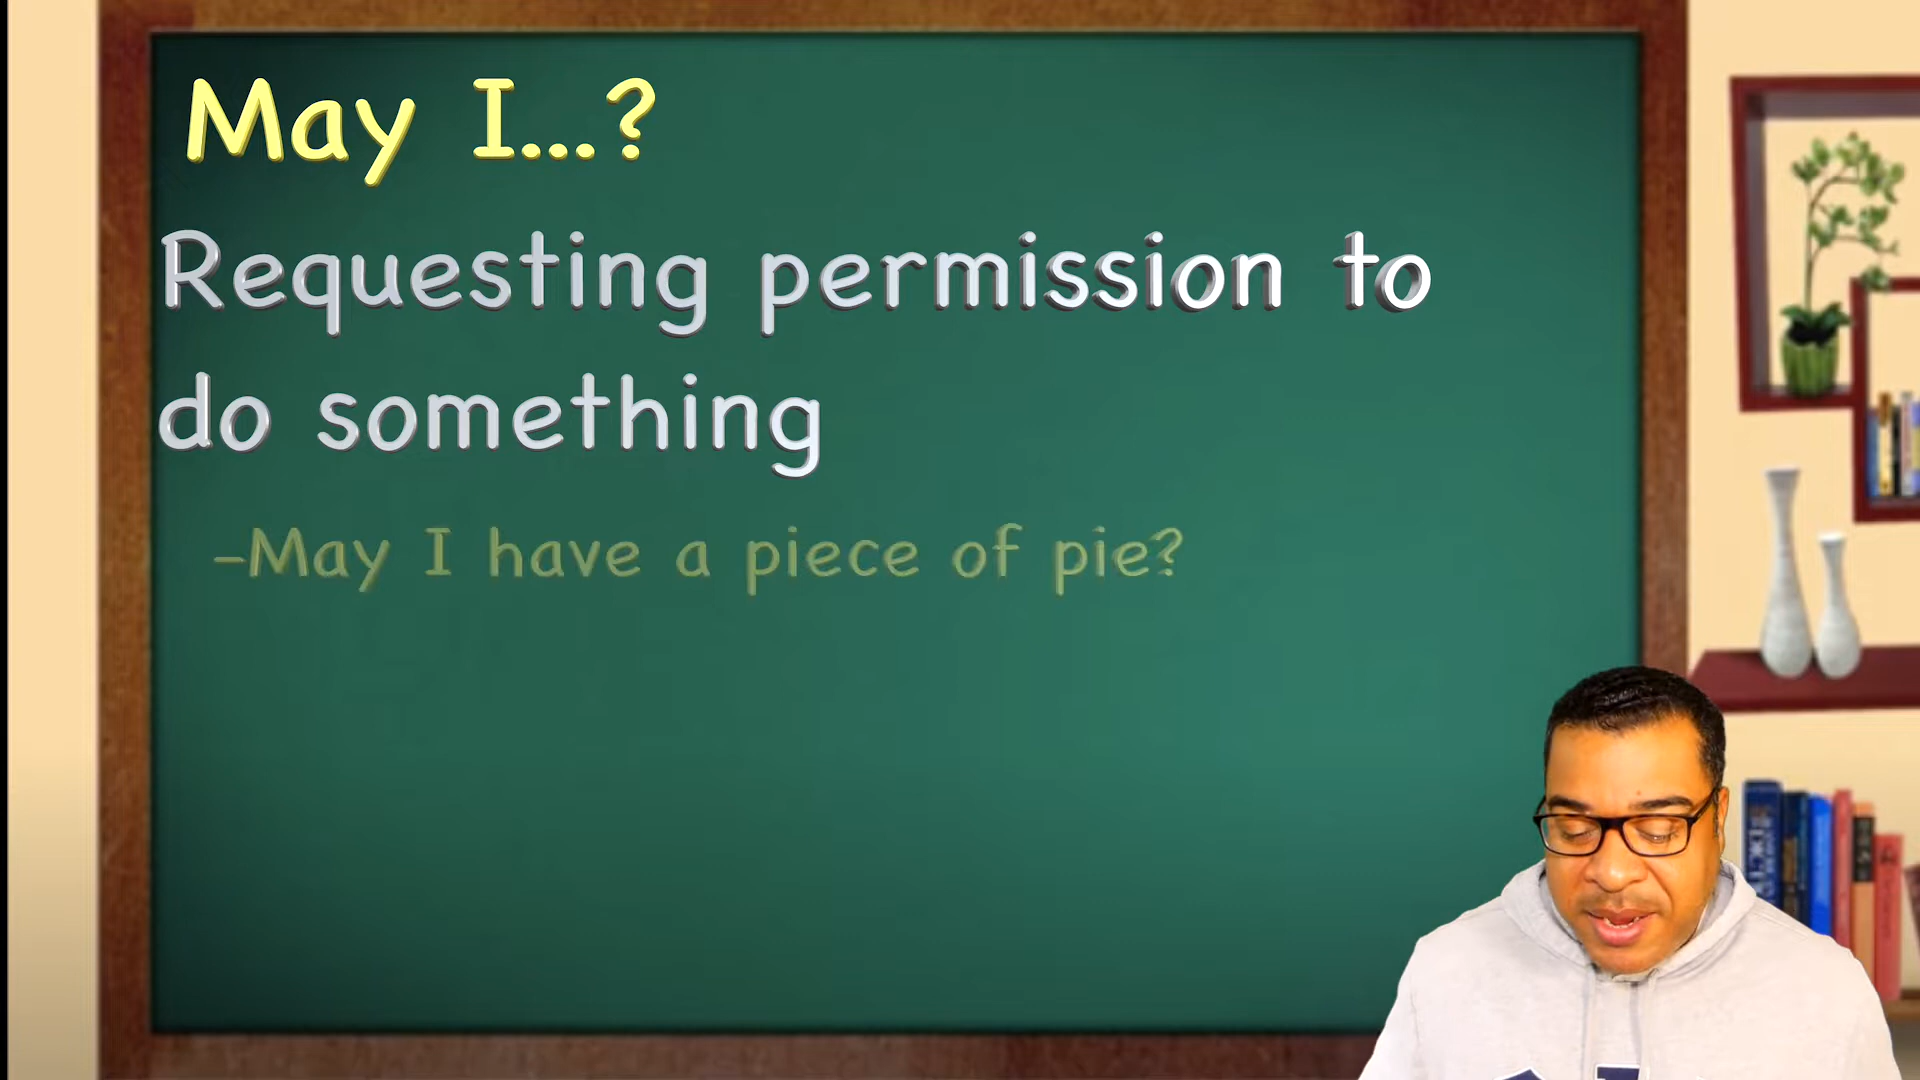 May I...?
Requesting permission to
do something
–May I have a piece of pie?